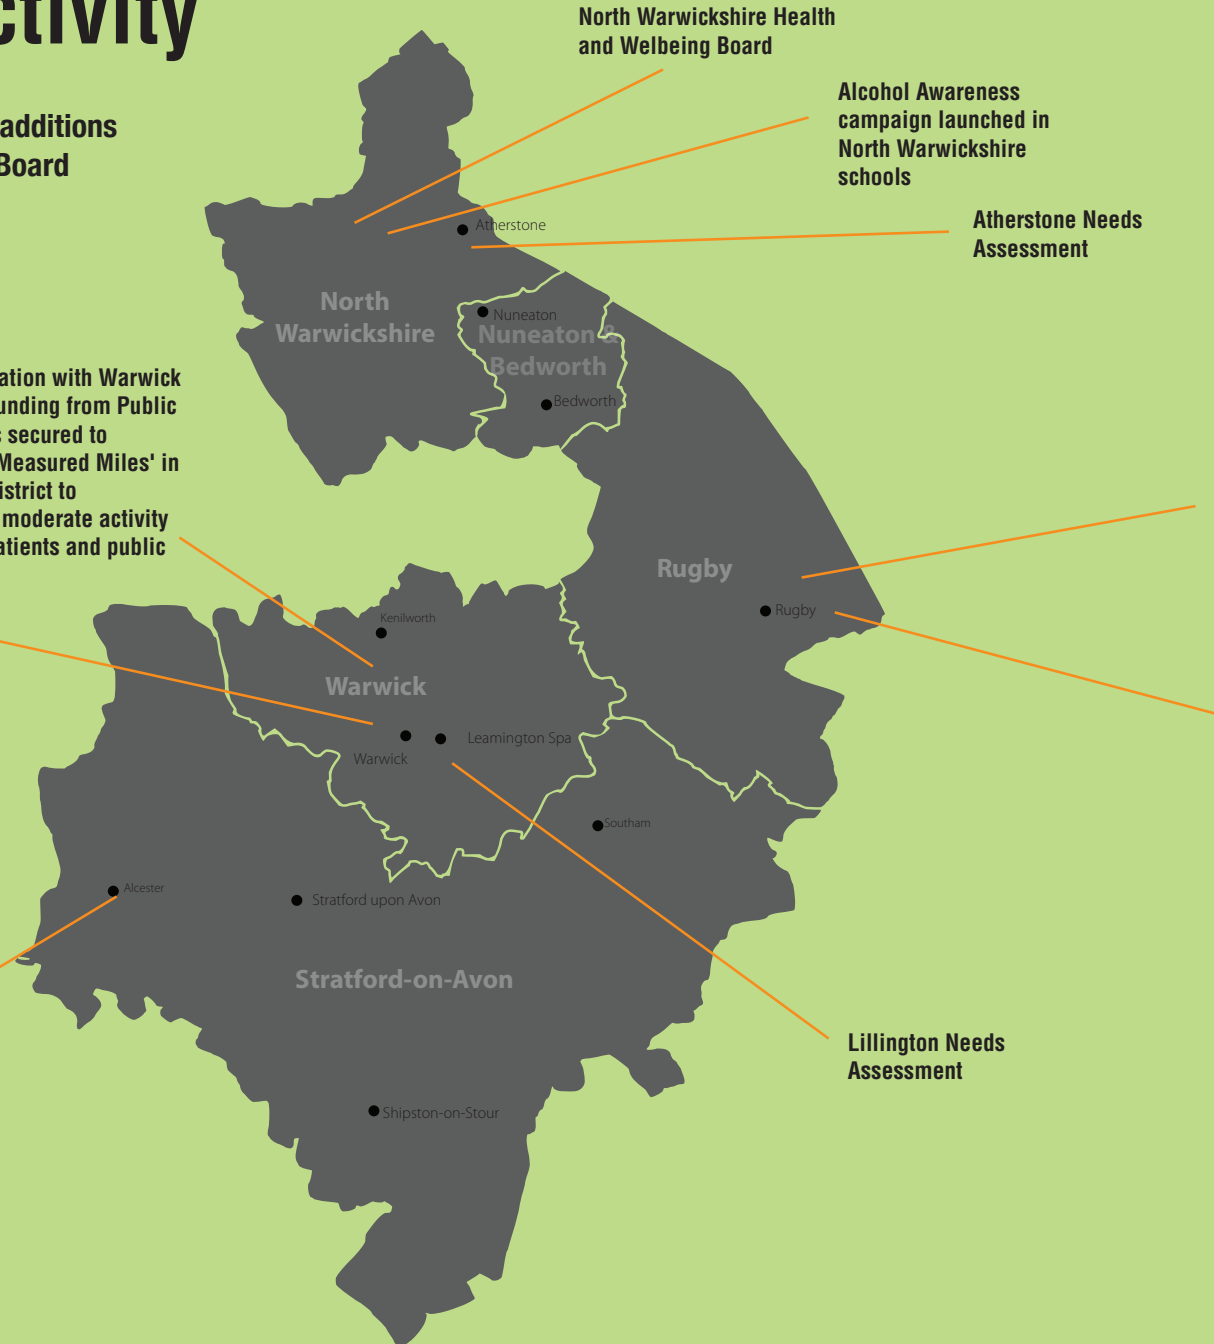 ctivity
additions
Board
North Warwickshire Health
and Welbeing Board
Alcohol Awareness
campaign launched in
North Warwickshire
schools
Atherstone Needs
Assessment
Atherstone
North
Warwickshire
Nuneaton
Nuneaton &
Bedworth
Bedworth
ation with Warwick
unding from Public
s secured to
Measured Miles' in
istrict to
moderate activity
atients and public
Rugby
Rugby
Kenilworth
Warwick
Leamington Spa
Warwick
Southam
Alcester
Stratford upon Avon
Stratford-on-Avon
Lillington Needs
Assessment
Shipston-on-Stour